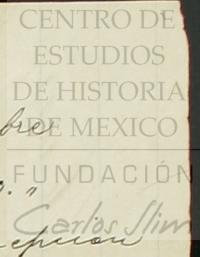 CENTRO DE
ESTUDIOS
DE HISTORIA
DE MEXICO
FUNDACIÓN
Carlos Slim